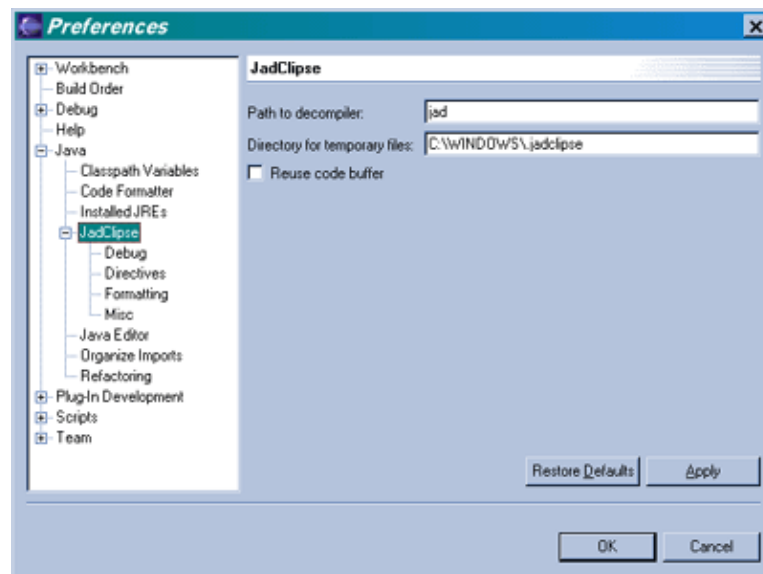 Preferences
Workbench
Build Order
Debug
Help
Java
Classpath Variables
Code Formatter
Installed JREs
JadClipse
Debug
Directives
Formatting
Misc
Java Editor
Organize Imports
Refactoring
Plug-In Development
Scripts
Team
JadClipse
Path to decompiler: jad
Directory for temporary files: C:\WINDOWS\.jadclipse
Reuse code buffer
Restore Defaults Apply
OK Cancel